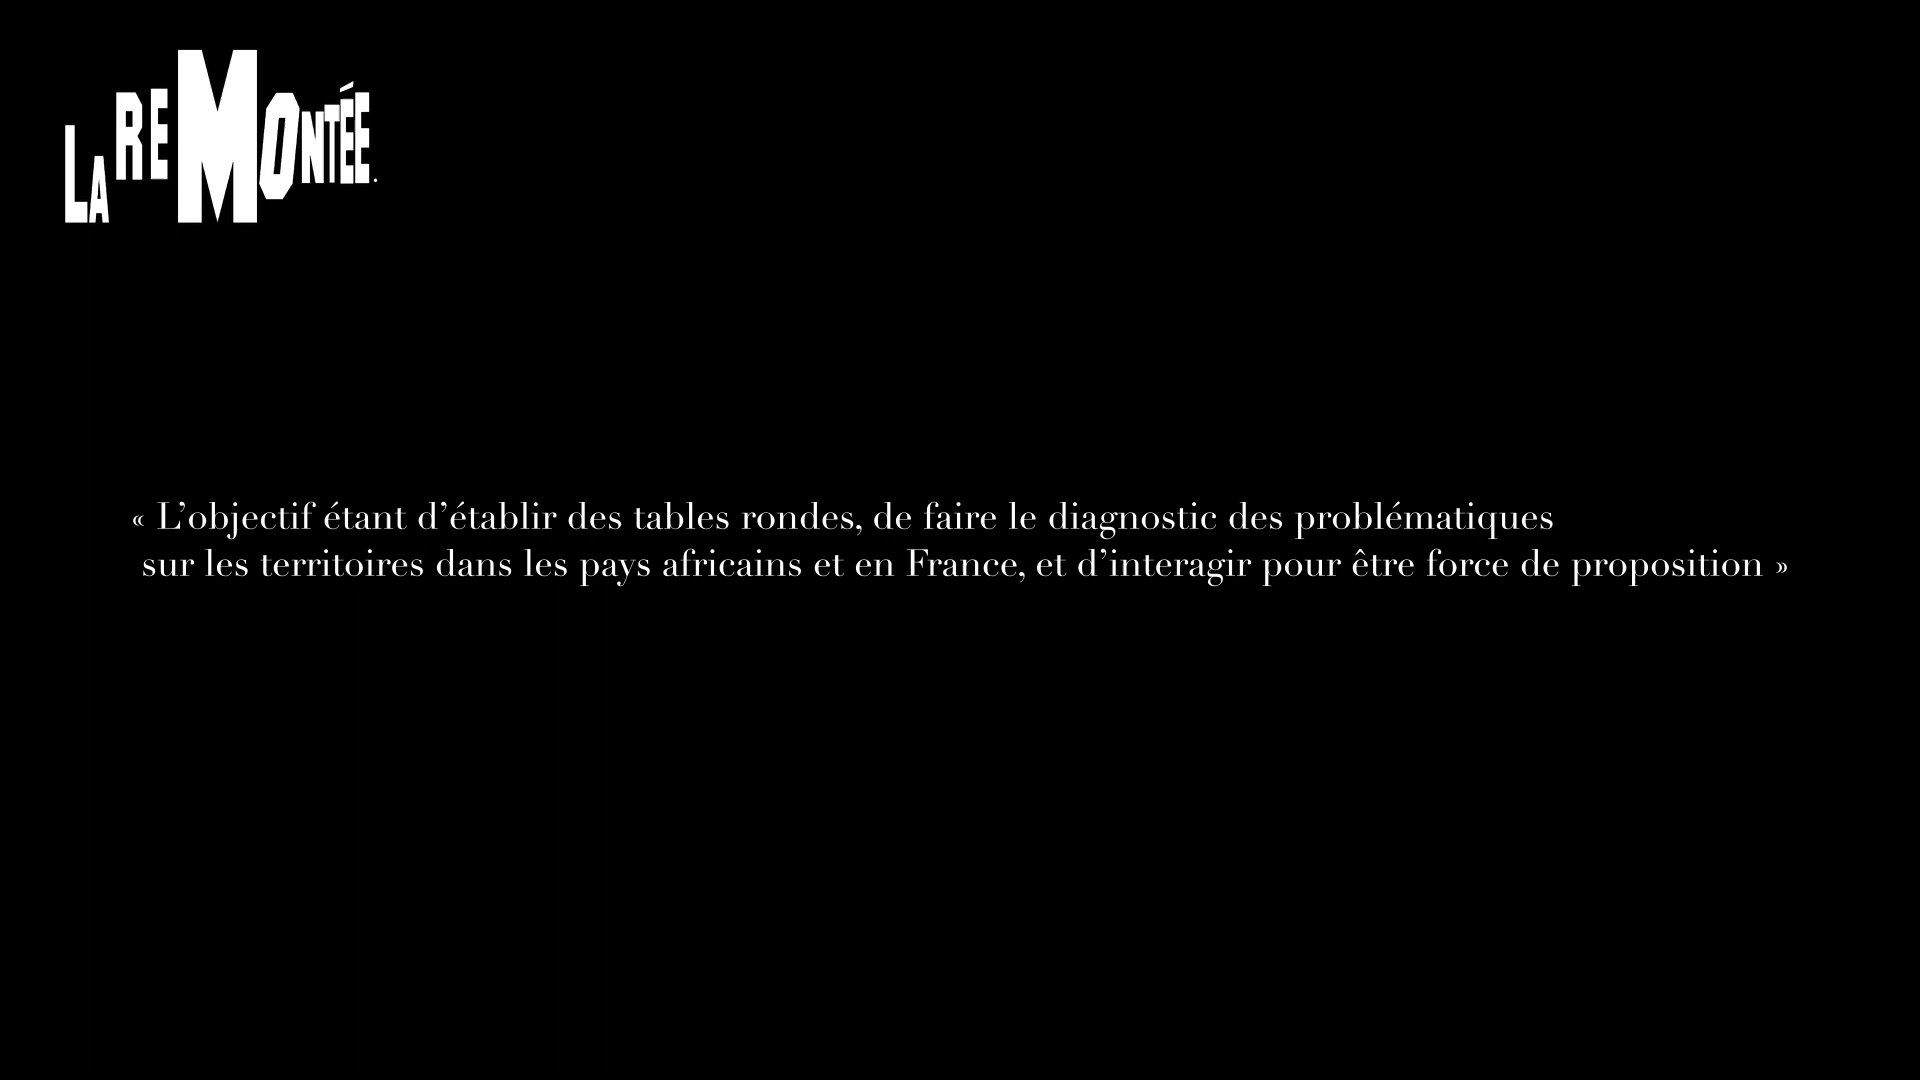 LA REMONTÉE.
« L’objectif étant d’établir des tables rondes, de faire le diagnostic des problématiques
sur les territoires dans les pays africains et en France, et d’interagir pour être force de proposition »